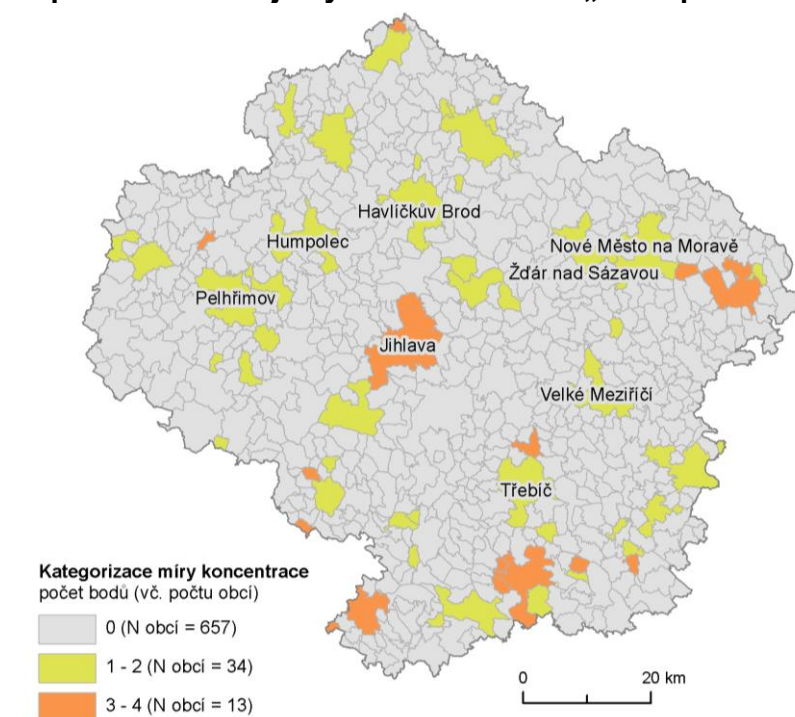 Havlíčkův Brod
Humpolec
Nové Město na Moravě
Žďár nad Sázavou
Pelhřimov
Jihlava
Velké Meziříčí
Třebíč
Kategorizace míry koncentrace
počet bodů (vč. počtu obcí)
0 (N obcí = 657)
1 - 2 (N obcí = 34)
3 - 4 (N obcí = 13)
0 20 km